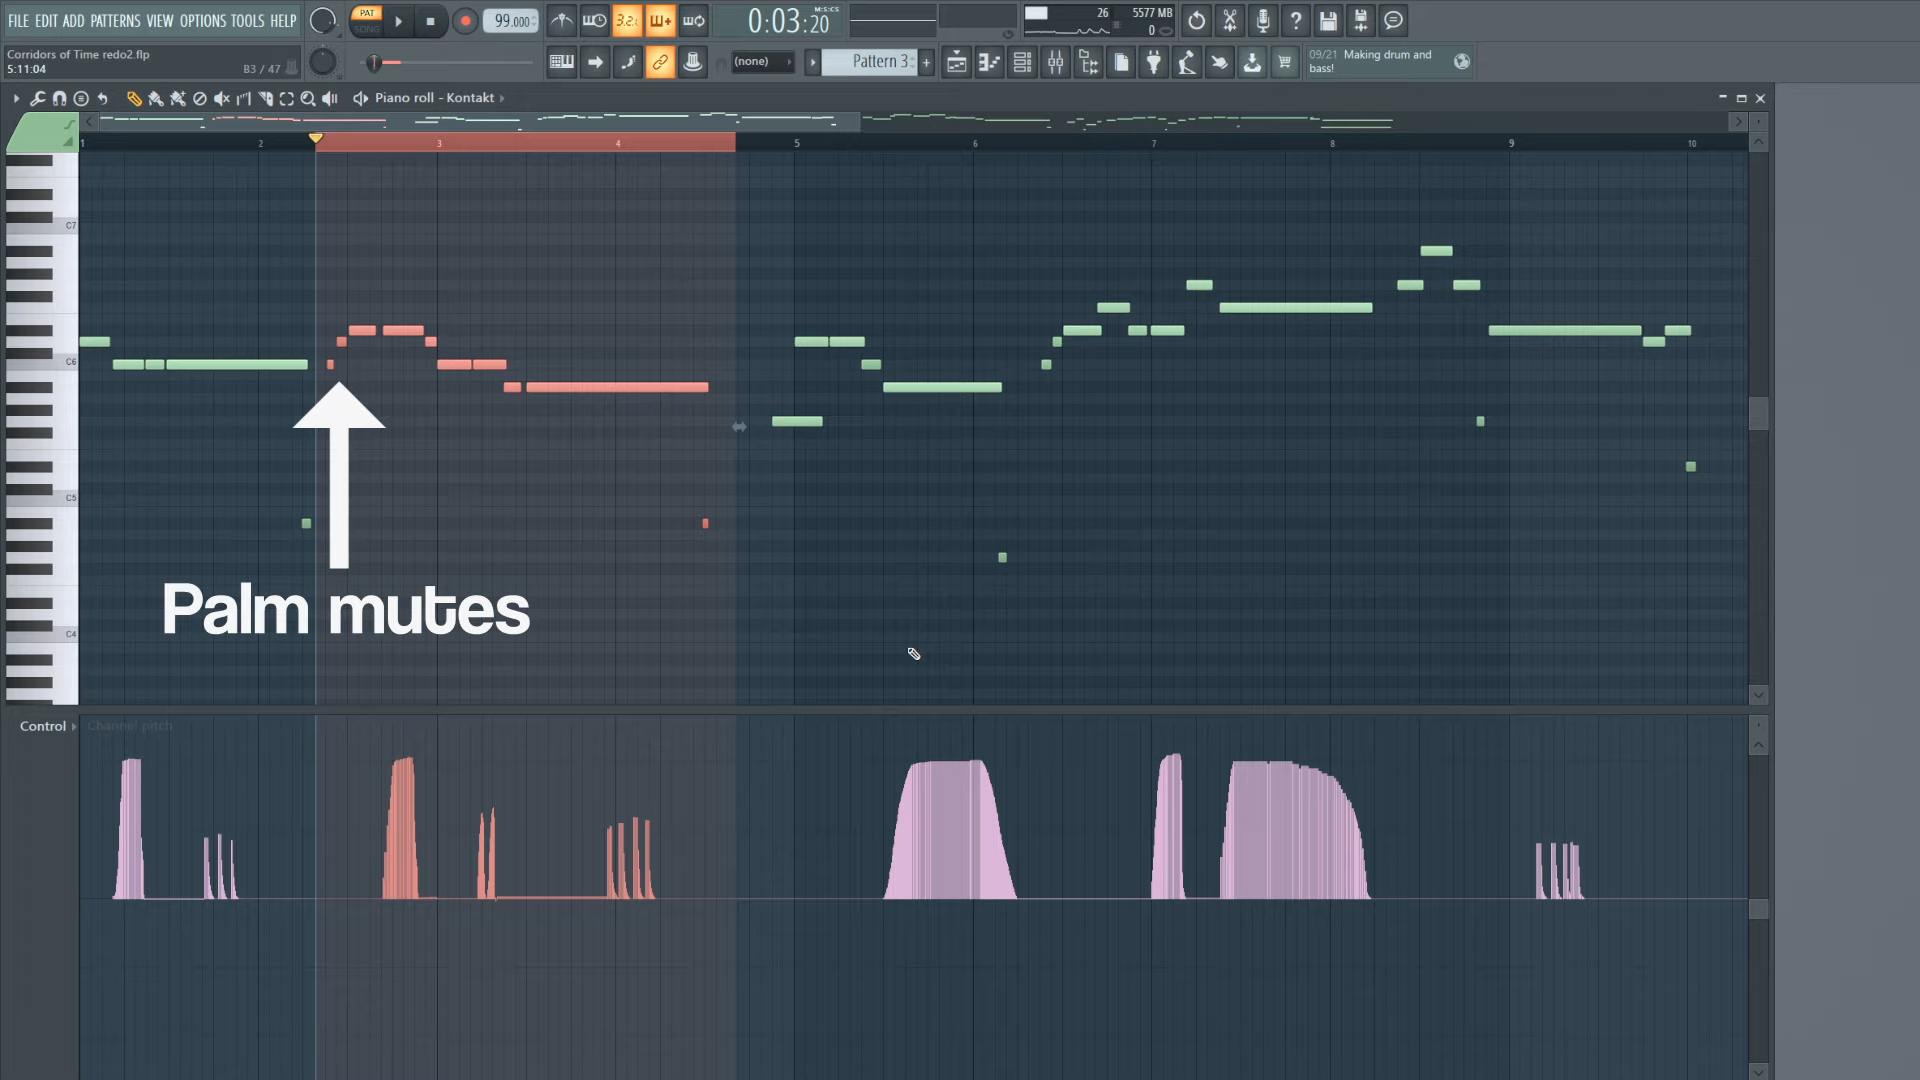 FILE EDIT ADD PATTERNS VIEW OPTIONS TOOLS HELP
PAT
SONG
99.000
3.2.
0:03:20
M:S:CS
26
5577 MB
0
Corridors of Time redo2.flp
5:11:04
B3 / 47
(none)
Pattern 3
+
09/21 Making drum and
bass!
Piano roll - Kontakt
1 2 3 4 5 6 7 8 9 10
C7
C6
C5
C4
Palm mutes
Control
Channel pitch